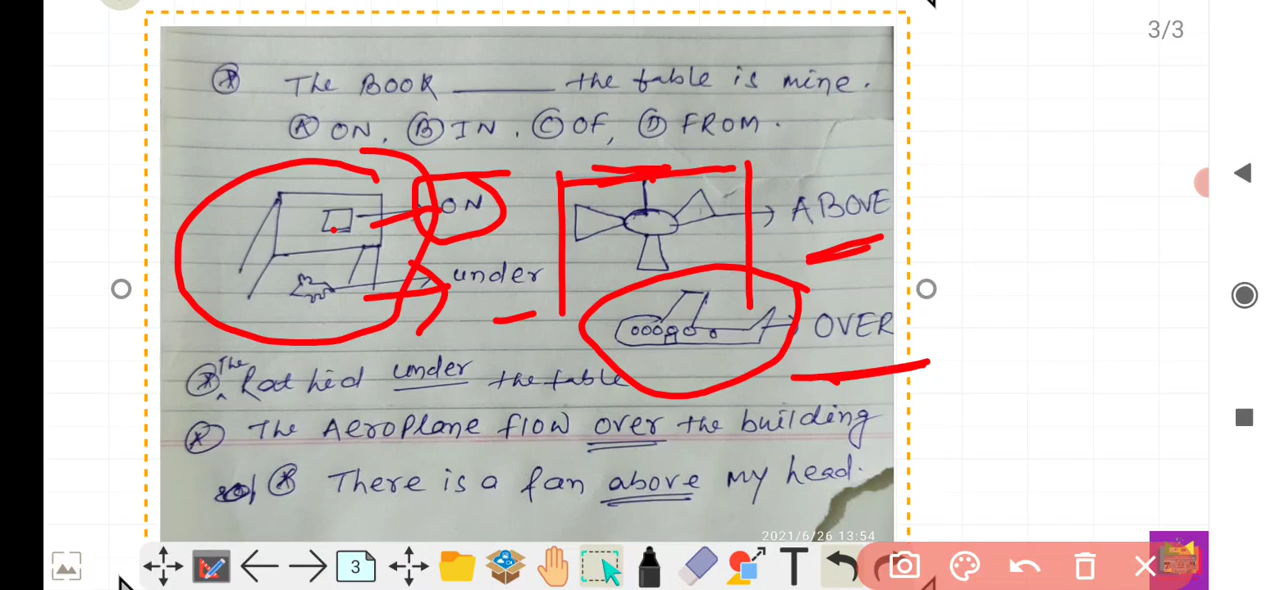 3/3
The BOOK ______ the table is mine.
Ⓐ ON, Ⓑ IN, Ⓒ OF, Ⓓ FROM.
ON
ABOVE
under
OVER
The
Rat hid under the table
The Aeroplane flow over the building
There is a fan above my head.
2021/6/26 13:54
3
T